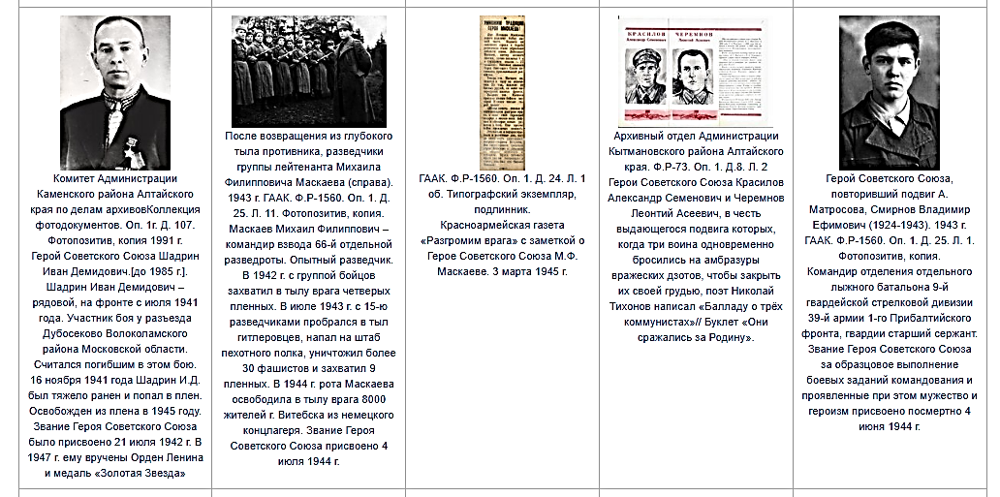 Комитет Администрации
Каменского района Алтайского
края по делам архивовКоллекция
фотодокументов. Оп. 1г. Д. 107.
Фотопозитив, копия 1991 г.
Герой Советского Союза Шадрин
Иван Демидович.[до 1985 г.].
Шадрин Иван Демидович –
рядовой, на фронте с июля 1941
года. Участник боя у разъезда
Дубосеково Волоколамского
района Московской области.
Считался погибшим в этом бою.
16 ноября 1941 года Шадрин И.Д.
был тяжело ранен и попал в плен.
Освобожден из плена в 1945 году.
Звание Героя Советского Союза
было присвоено 21 июля 1942 г. В
1947 г. ему вручены Орден Ленина
и медаль «Золотая Звезда»
После возвращения из глубокого
тыла противника, разведчики
группы лейтенанта Михаила
Филипповича Маскаева (справа).
1943 г. ГААК. Ф.Р-1560. Оп. 1. Д.
25. Л. 11. Фотопозитив, копия.
Маскаев Михаил Филиппович –
командир взвода 66-й отдельной
разведроты. Опытный разведчик.
В 1942 г. с группой бойцов
захватил в тылу врага четверых
пленных. В июле 1943 г. с 15-ю
разведчиками пробрался в тыл
гитлеровцев, напал на штаб
пехотного полка, уничтожил более
30 фашистов и захватил 9
пленных. В 1944 г. рота Маскаева
освободила в тылу врага 8000
жителей г. Витебска из немецкого
концлагеря. Звание Героя
Советского Союза присвоено 4
июля 1944 г.
УМНОЖИМ ТРАДИЦИИ
ГЕРОЯ МАСКАЕВА!
ГААК. Ф.Р-1560. Оп. 1. Д. 24. Л. 1
об. Типографский экземпляр,
подлинник.
Красноармейская газета
«Разгромим врага» с заметкой о
Герое Советского Союза М.Ф.
Маскаеве. 3 марта 1945 г.
КРАСИЛОВ ЧЕРЕМНОВ
Александр Семенович Леонтий Асеевич
Архивный отдел Администрации
Кытмановского района Алтайского
края. Ф.Р-73. Оп. 1. Д.8. Л. 2
Герои Советского Союза Красилов
Александр Семенович и Черемнов
Леонтий Асеевич, в честь
выдающегося подвига которых,
когда три воина одновременно
бросились на амбразуры
вражеских дзотов, чтобы закрыть
их своей грудью, поэт Николай
Тихонов написал «Балладу о трёх
коммунистах»// Буклет «Они
сражались за Родину».
Герой Советского Союза,
повторивший подвиг А.
Матросова, Смирнов Владимир
Ефимович (1924-1943). 1943 г.
ГААК. Ф.Р-1560. Оп. 1. Д. 25. Л. 1.
Фотопозитив, копия.
Командир отделения отдельного
лыжного батальона 9-й
гвардейской стрелковой дивизии
39-й армии 1-го Прибалтийского
фронта, гвардии старший сержант.
Звание Героя Советского Союза
за образцовое выполнение
боевых заданий командования и
проявленные при этом мужество и
героизм присвоено посмертно 4
июня 1944 г.